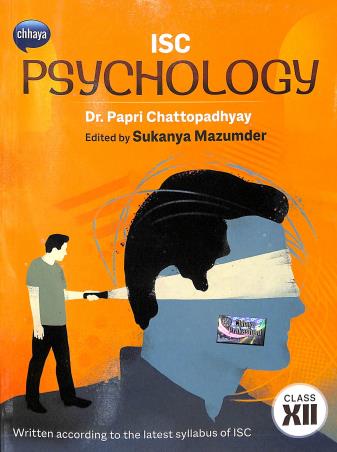 chhaya
ISC
PSYCHOLOGY
Dr. Papri Chattopadhyay
Edited by Sukanya Mazumder
CLASS
XII
Written according to the latest syllabus of ISC